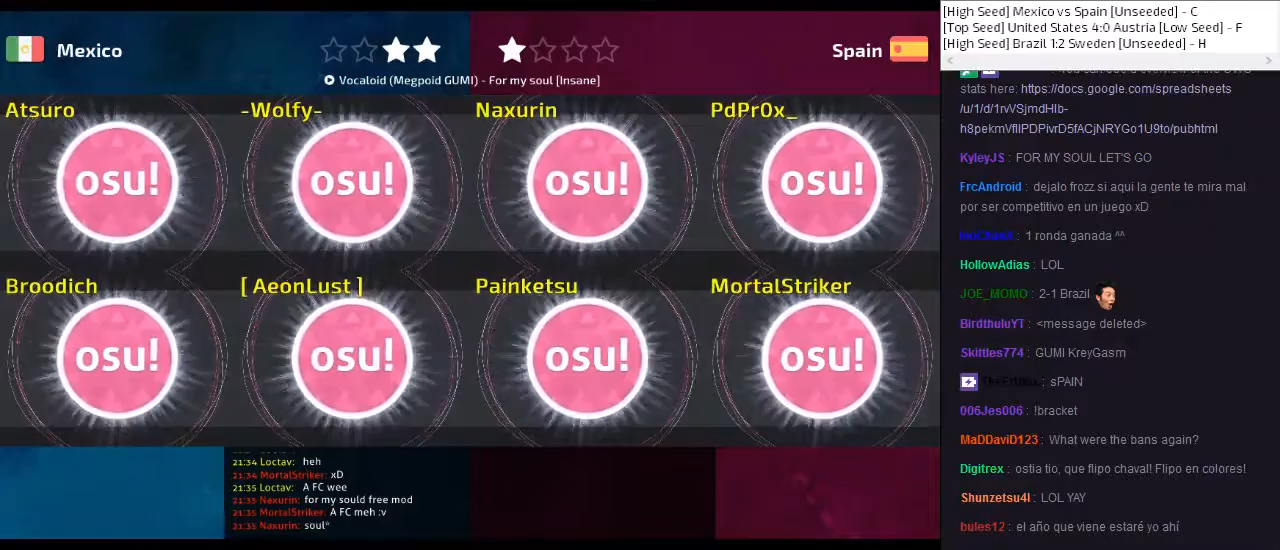 [High Seed] Mexico vs Spain [Unseeded] - C
[Top Seed] United States 4:0 Austria [Low Seed] - F
[High Seed] Brazil 1:2 Sweden [Unseeded] - H
Mexico
Spain
Vocaloid (Megpoid GUMI) - For my soul [Insane]
Atsuro
-Wolfy-
Naxurin
PdPr0x_
osu!
osu!
osu!
osu!
Broodich
[ AeonLust ]
Painketsu
MortalStriker
osu!
osu!
osu!
osu!
21:34 Loctav: heh
21:34 MortalStriker: xD
21:35 Loctav: A FC wee
21:35 Naxurin: for my sould free mod
21:35 MortalStriker: A FC meh :v
21:35 Naxurin: soul*
stats here: https://docs.google.com/spreadsheets
KyleyJS : FOR MY SOUL LET'S GO
FrcAndroid : dejalo frozz si aqui la gente te mira mal
por ser competitivo en un juego xD
: 1 ronda ganada ^^
HollowAdias : LOL
JOE_MOMO : 2-1 Brazil
BirdthuluYT : <message deleted>
Skittles774 : GUMI KreyGasm
: sPAIN
006Jes006 : !bracket
MaDDaviD123 : What were the bans again?
Digitrex : ostia tio, que flipo chaval! Flipo en colores!
Shunzetsu4l : LOL YAY
bules12 : el año que viene estaré yo ahí